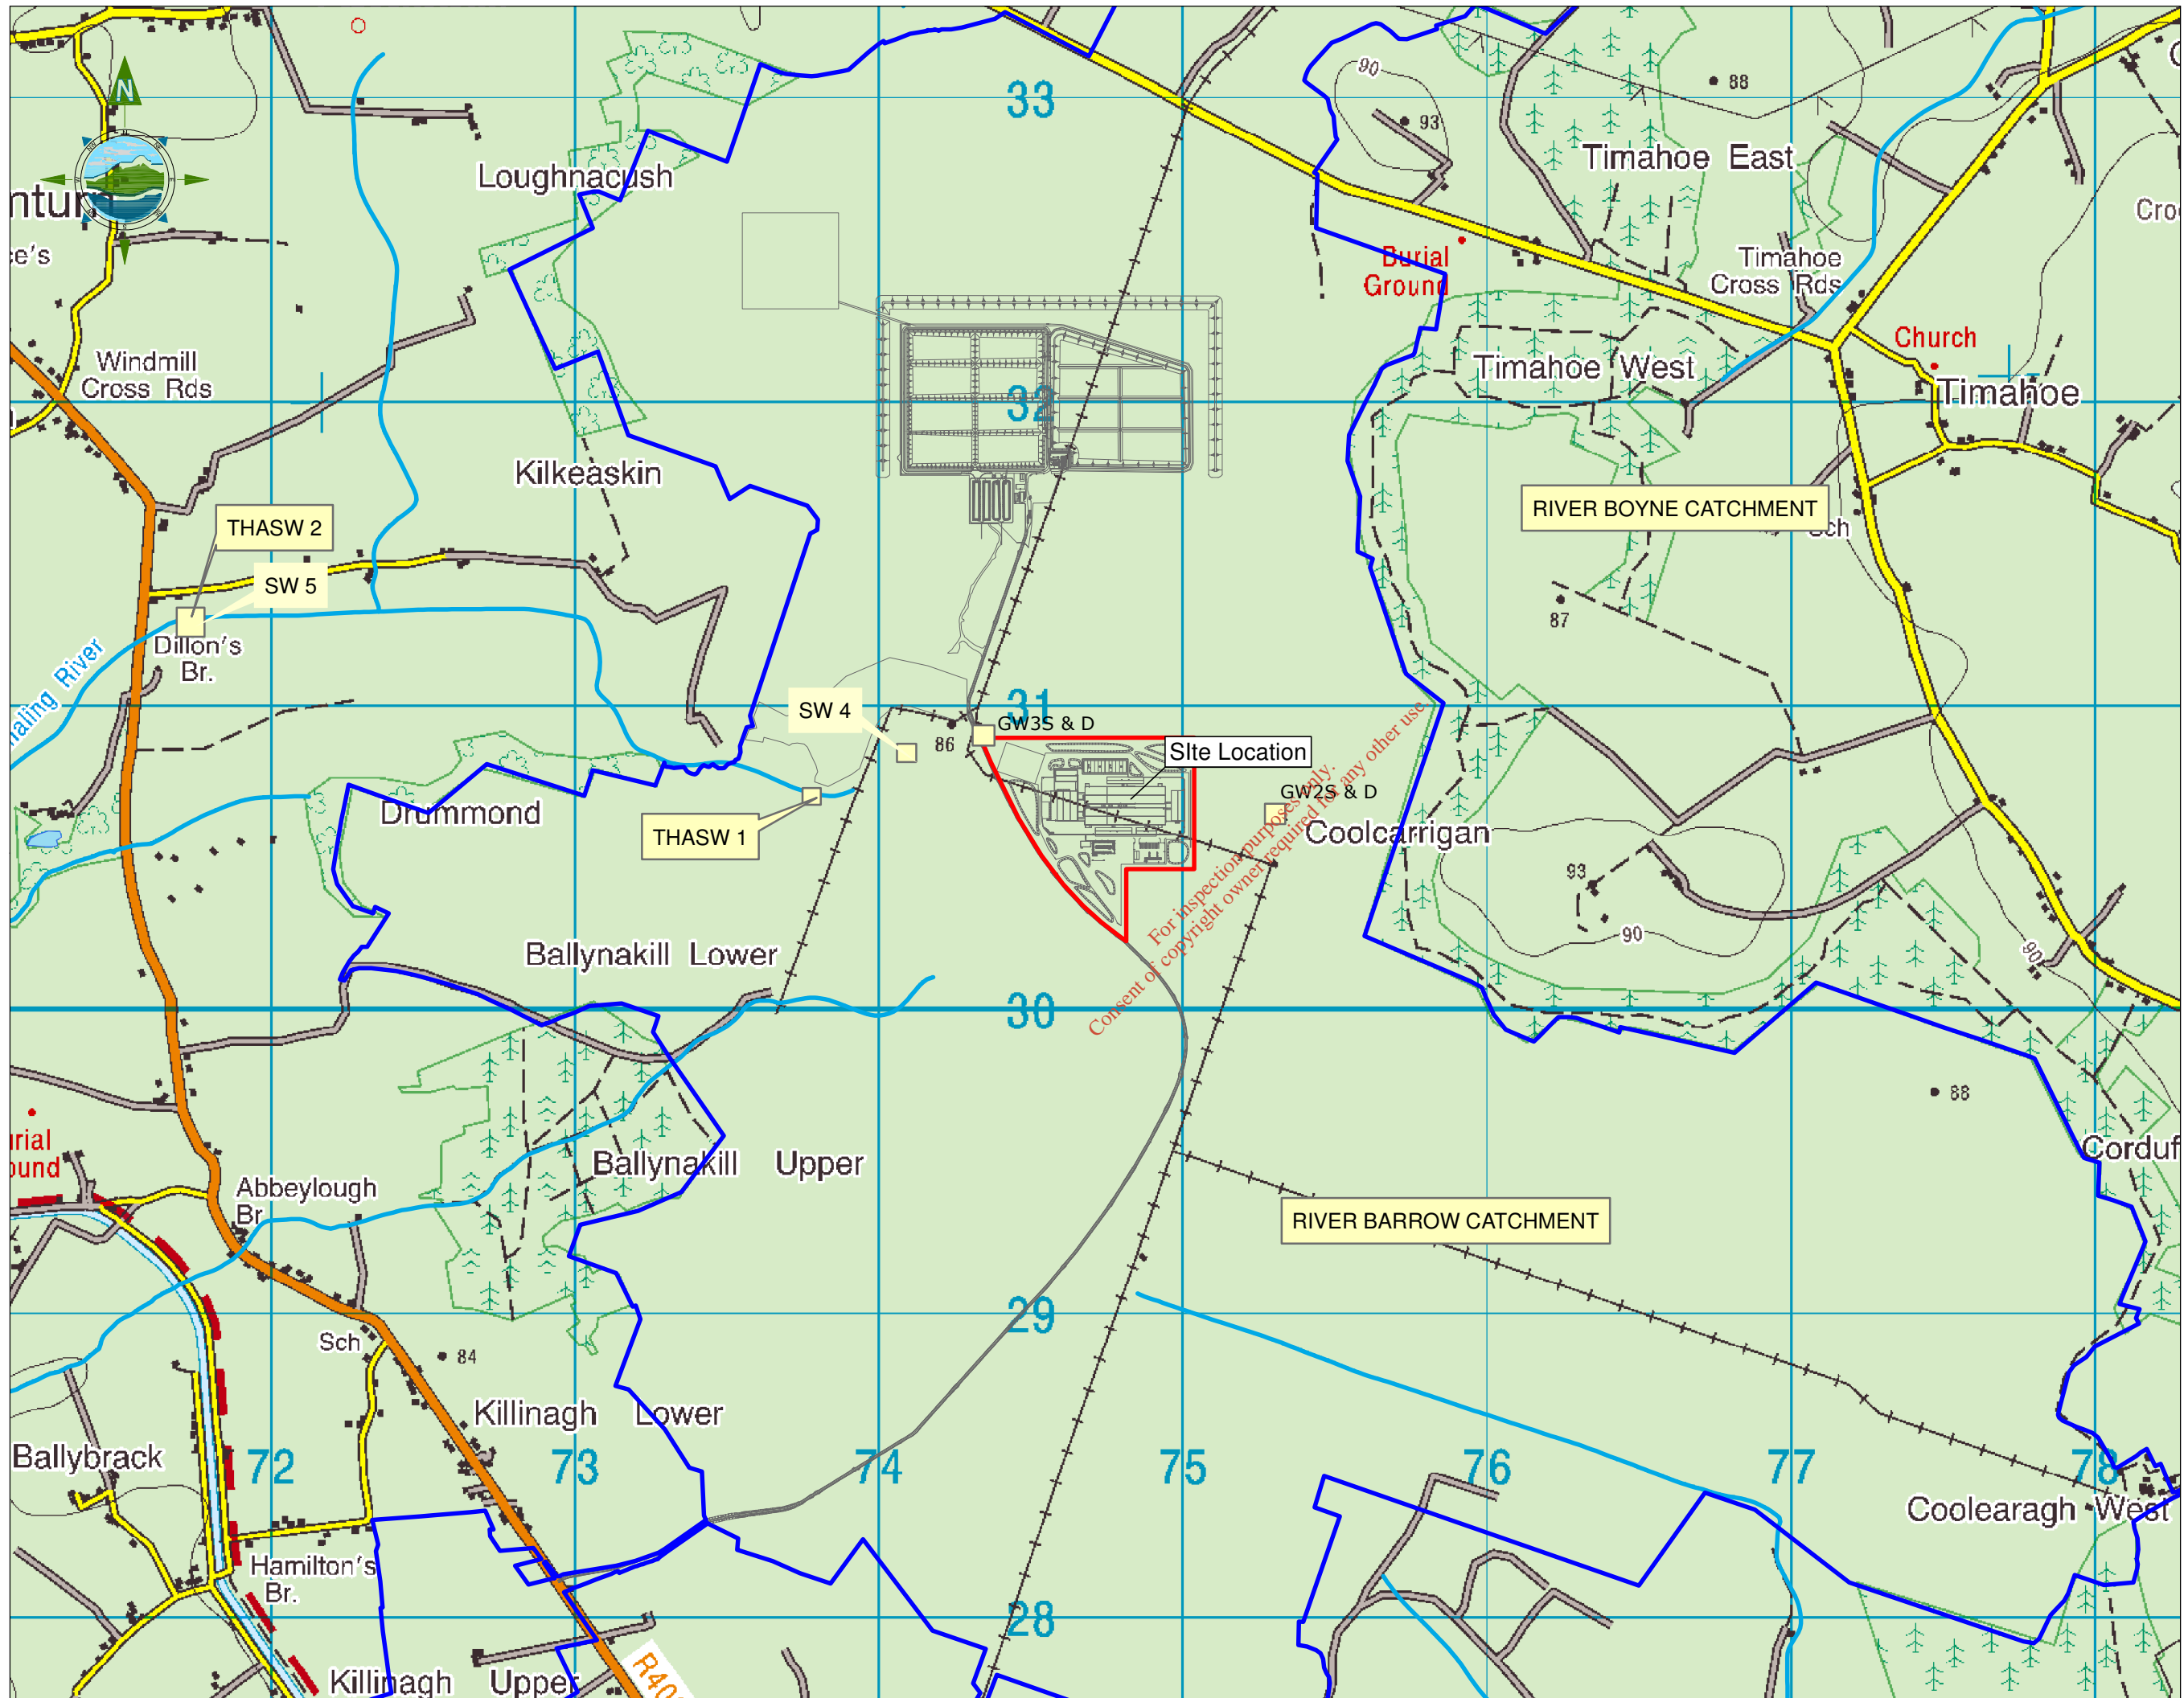 N
33
90
88
93
Loughnacush
Timahoe East
Burial
Ground
Timahoe
Cross Rds
Windmill
Cross Rds
Church
Timahoe West
Timahoe
32
Kilkeaskin
THASW 2
RIVER BOYNE CATCHMENT
Sch
SW 5
87
Dillon's
Br.
SW 4
31
86
GW3S & D
SIte Location
GW2S & D
Drummond
THASW 1
Coolcarrigan
93
90
90
Ballynakill Lower
For inspection purposes only.
Consent of copyright owner required for any other use.
30
88
Corduf
Ballynakill Upper
Abbeylough
Br
RIVER BARROW CATCHMENT
29
Sch
84
Killinagh Lower
Ballybrack
72
73
74
75
76
77
78
Coolearagh West
Hamilton's
Br.
28
Killinagh Upper
River